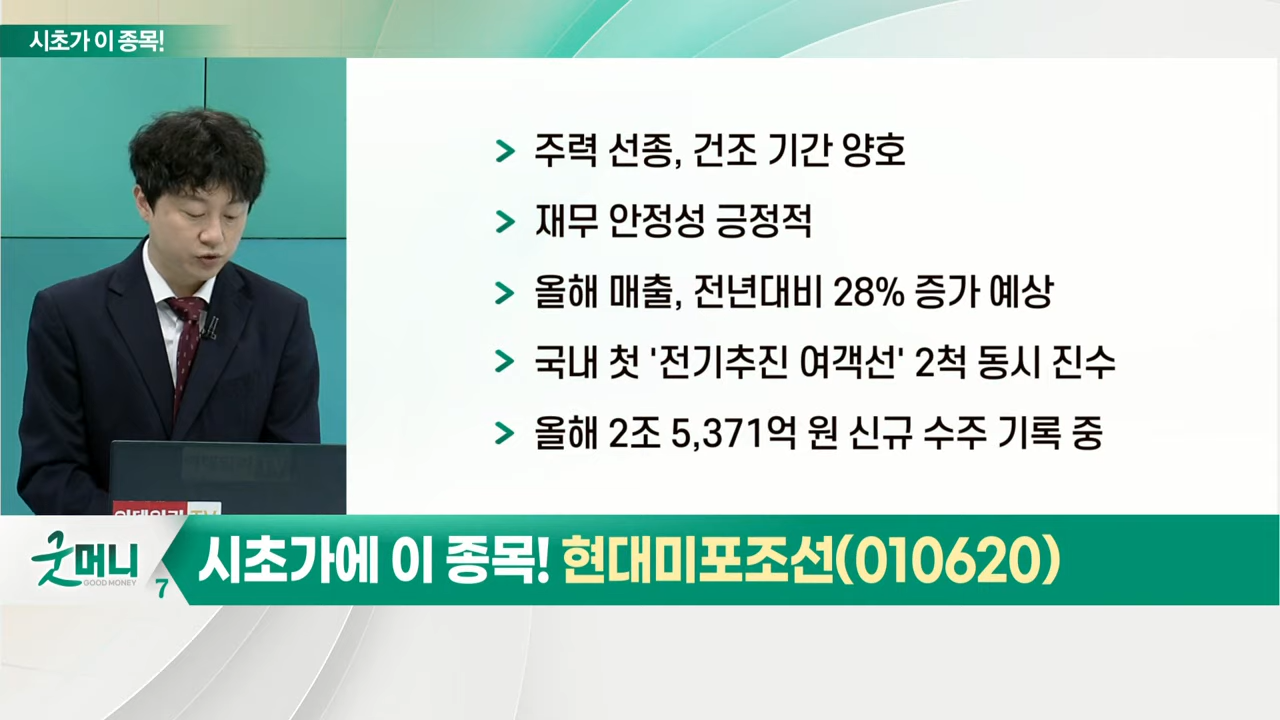 시초가 이 종목!
> 주력 선종, 건조 기간 양호
> 재무 안정성 긍정적
> 올해 매출, 전년대비 28% 증가 예상
> 국내 첫 '전기추진 여객선' 2척 동시 진수
> 올해 2조 5,371억 원 신규 수주 기록 중
굿머니
GOOD MONEY
7
시초가에 이 종목! 현대미포조선(010620)